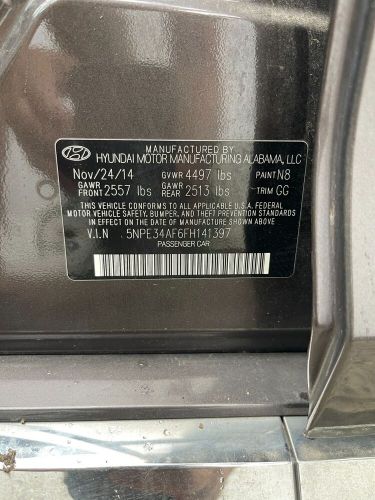 MANUFACTURED BY
HYUNDAI MOTOR MANUFACTURING ALABAMA, LLC
Nov/24/14 GVWR 4497 lbs PAINT N8
GAWR FRONT 2557 lbs GAWR REAR 2513 lbs TRIM GG
THIS VEHICLE CONFORMS TO ALL APPLICABLE U.S.A. FEDERAL
MOTOR VEHICLE SAFETY, BUMPER, AND THEFT PREVENTION STANDARDS
IN EFFECT ON THE DATE OF MANUFACTURE SHOWN ABOVE
V.I.N 5NPE34AF6FH141397
PASSENGER CAR